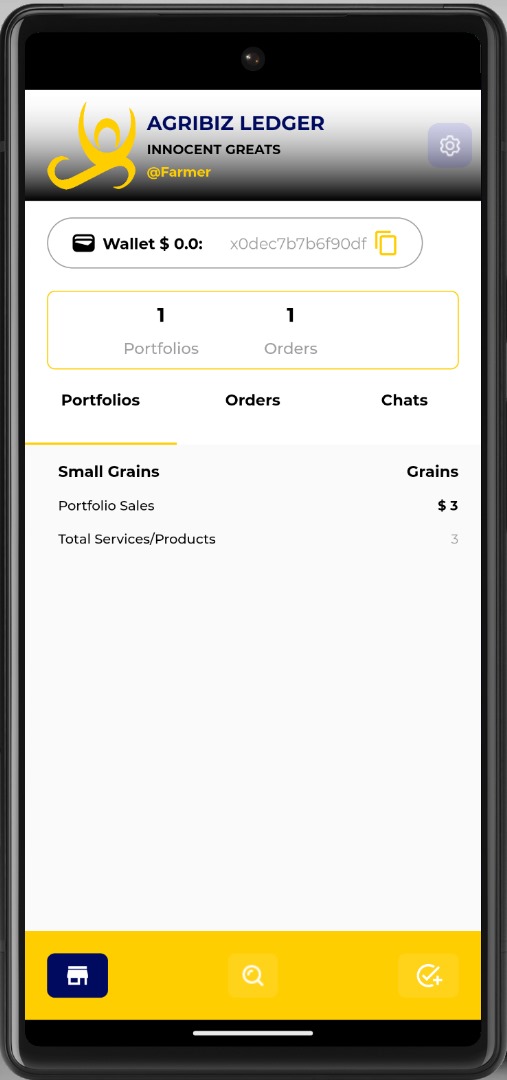 AGRIBIZ LEDGER
INNOCENT GREATS
@Farmer
Wallet $ 0.0: x0dec7b7b6f90df
1 1
Portfolios Orders
Portfolios Orders Chats
Small Grains Grains
Portfolio Sales $ 3
Total Services/Products 3